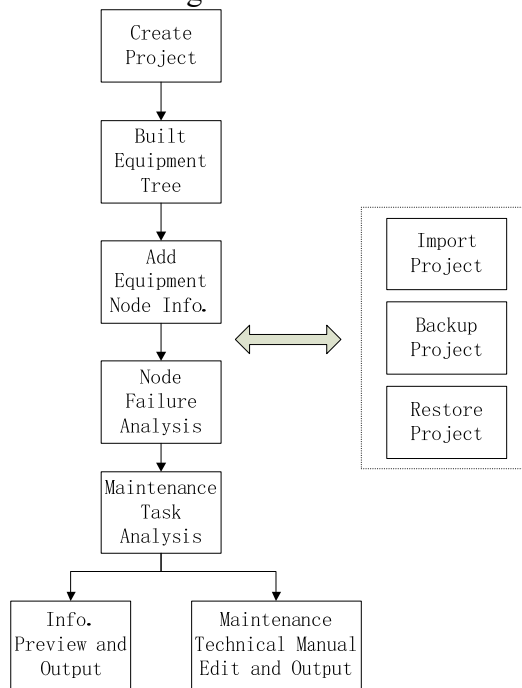 Create
Project
Built
Equipment
Tree
Add
Equipment
Node Info.
Node
Failure
Analysis
Maintenance
Task
Analysis
Info.
Preview and
Output
Maintenance
Technical Manual
Edit and Output
Import
Project
Backup
Project
Restore
Project